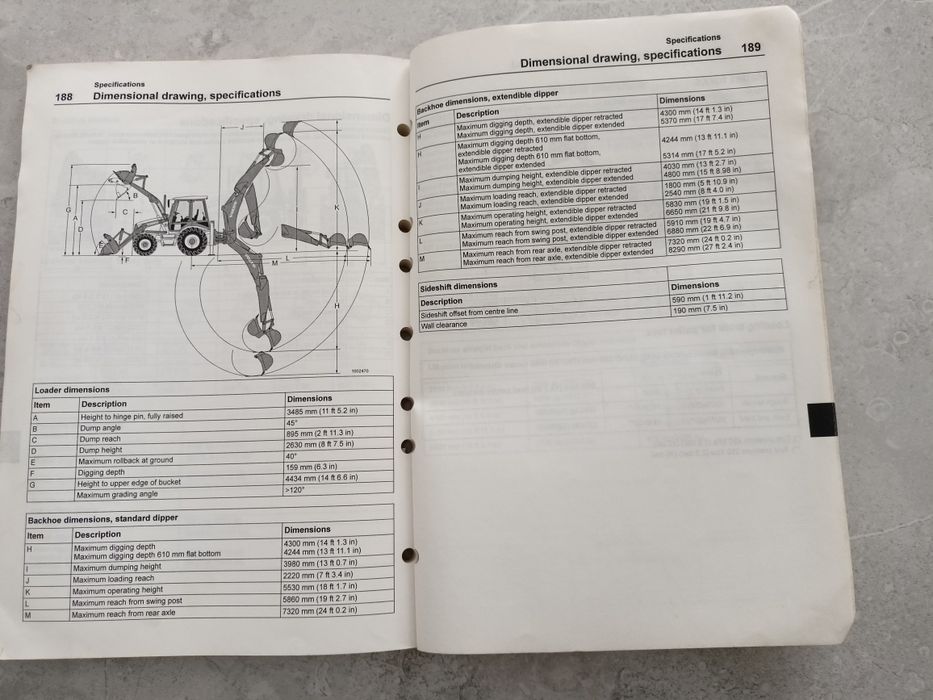 Specifications
188 Dimensional drawing, specifications
J
K
G
A
B
C
D
E
F
L
M
H
1002470
Loader dimensions
Item Description Dimensions
A Height to hinge pin, fully raised 3485 mm (11 ft 5.2 in)
B Dump angle 45°
C Dump reach 895 mm (2 ft 11.3 in)
D Dump height 2630 mm (8 ft 7.5 in)
E Maximum rollback at ground 40°
F Digging depth 159 mm (6.3 in)
G Height to upper edge of bucket 4434 mm (14 ft 6.6 in)
Maximum grading angle >120°
Backhoe dimensions, standard dipper
Item Description Dimensions
H Maximum digging depth 4300 mm (14 ft 1.3 in)
Maximum digging depth 610 mm flat bottom 4244 mm (13 ft 11.1 in)
I Maximum dumping height 3980 mm (13 ft 0.7 in)
J Maximum loading reach 2220 mm (7 ft 3.4 in)
K Maximum operating height 5530 mm (18 ft 1.7 in)
L Maximum reach from swing post 5860 mm (19 ft 2.7 in)
M Maximum reach from rear axle 7320 mm (24 ft 0.2 in)
Specifications
Dimensional drawing, specifications 189
Backhoe dimensions, extendible dipper
Item Description Dimensions
H Maximum digging depth, extendible dipper retracted 4300 mm (14 ft 1.3 in)
Maximum digging depth, extendible dipper extended 5370 mm (17 ft 7.4 in)
H Maximum digging depth 610 mm flat bottom,
extendible dipper retracted 4244 mm (13 ft 11.1 in)
Maximum digging depth 610 mm flat bottom,
extendible dipper extended 5314 mm (17 ft 5.2 in)
I Maximum dumping height, extendible dipper retracted 4030 mm (13 ft 2.7 in)
Maximum dumping height, extendible dipper extended 4800 mm (15 ft 8.98 in)
J Maximum loading reach, extendible dipper retracted 1800 mm (5 ft 10.9 in)
Maximum loading reach, extendible dipper extended 2540 mm (8 ft 4.0 in)
K Maximum operating height, extendible dipper retracted 5830 mm (19 ft 1.5 in)
Maximum operating height, extendible dipper extended 6650 mm (21 ft 9.8 in)
L Maximum reach from swing post, extendible dipper retracted 5910 mm (19 ft 4.7 in)
Maximum reach from swing post, extendible dipper extended 6880 mm (22 ft 6.9 in)
M Maximum reach from rear axle, extendible dipper retracted 7320 mm (24 ft 0.2 in)
Maximum reach from rear axle, extendible dipper extended 8290 mm (27 ft 2.4 in)
Sideshift dimensions
Description Dimensions
Sideshift offset from centre line 590 mm (1 ft 11.2 in)
Wall clearance 190 mm (7.5 in)